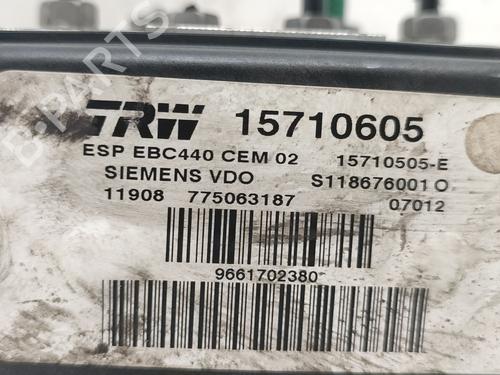 TRW 15710605
ESP EBC440 CEM 02 15710505-E
SIEMENS VDO S118676001 O
11908 775063187 07012
9661702380
B-PARTS